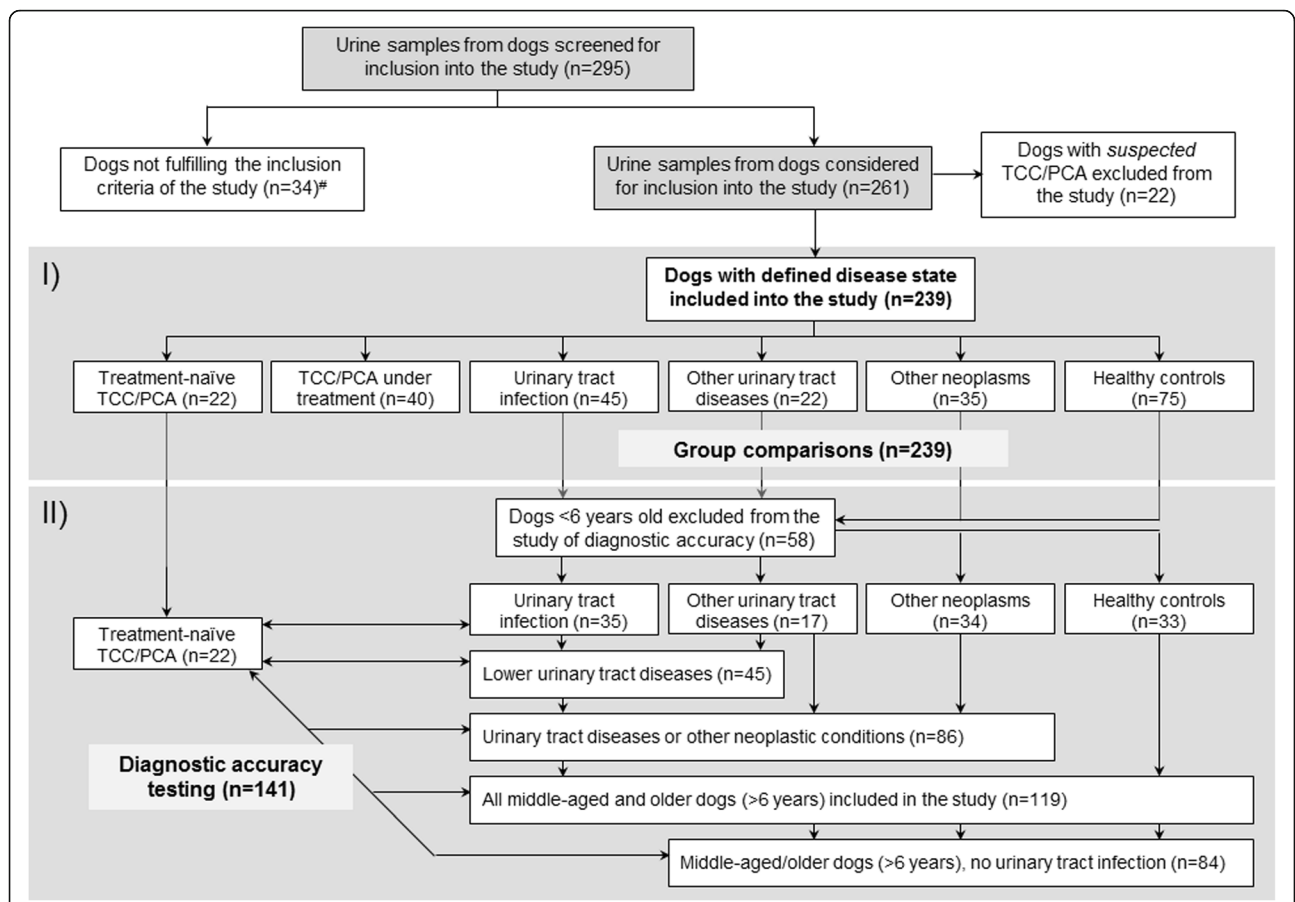 Urine samples from dogs screened for
inclusion into the study (n=295)
Dogs not fulfilling the inclusion
criteria of the study (n=34)#
Urine samples from dogs considered
for inclusion into the study (n=261)
Dogs with suspected
TCC/PCA excluded from
the study (n=22)
I)
Dogs with defined disease state
included into the study (n=239)
Treatment-naïve
TCC/PCA (n=22)
TCC/PCA under
treatment (n=40)
Urinary tract
infection (n=45)
Other urinary tract
diseases (n=22)
Other neoplasms
(n=35)
Healthy controls
(n=75)
Group comparisons (n=239)
II)
Dogs <6 years old excluded from the
study of diagnostic accuracy (n=58)
Urinary tract
infection (n=35)
Other urinary tract
diseases (n=17)
Other neoplasms
(n=34)
Healthy controls
(n=33)
Treatment-naïve
TCC/PCA (n=22)
Lower urinary tract diseases (n=45)
Urinary tract diseases or other neoplastic conditions (n=86)
Diagnostic accuracy
testing (n=141)
All middle-aged and older dogs (>6 years) included in the study (n=119)
Middle-aged/older dogs (>6 years), no urinary tract infection (n=84)